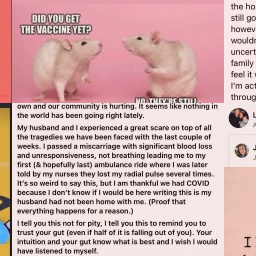 DID YOU GET
THE VACCINE YET?
NO, THEY'RE STILL
own and our community is hurting. It seems like nothing in
the world has been going right lately.
My husband and I experienced a great scare on top of all
the tragedies we have been faced with the last couple of
weeks. I passed a miscarriage with significant blood loss
and unresponsiveness, not breathing leading me to my
first (& hopefully last) ambulance ride where I was later
told by my nurses they lost my radial pulse several times.
It's so weird to say this, but I am thankful we had COVID
because I don't know if I would be here writing this is my
husband had not been home with me. (Proof that
everything happens for a reason.)
I tell you this not for pity, I tell you this to remind you to
trust your gut (even if half of it is falling out of you). Your
intuition and your gut know what is best and I wish I would
have listened to myself.
the ho
still go
howev
wouldn
uncert
family
feel it
I'm act
throug
L
J
I